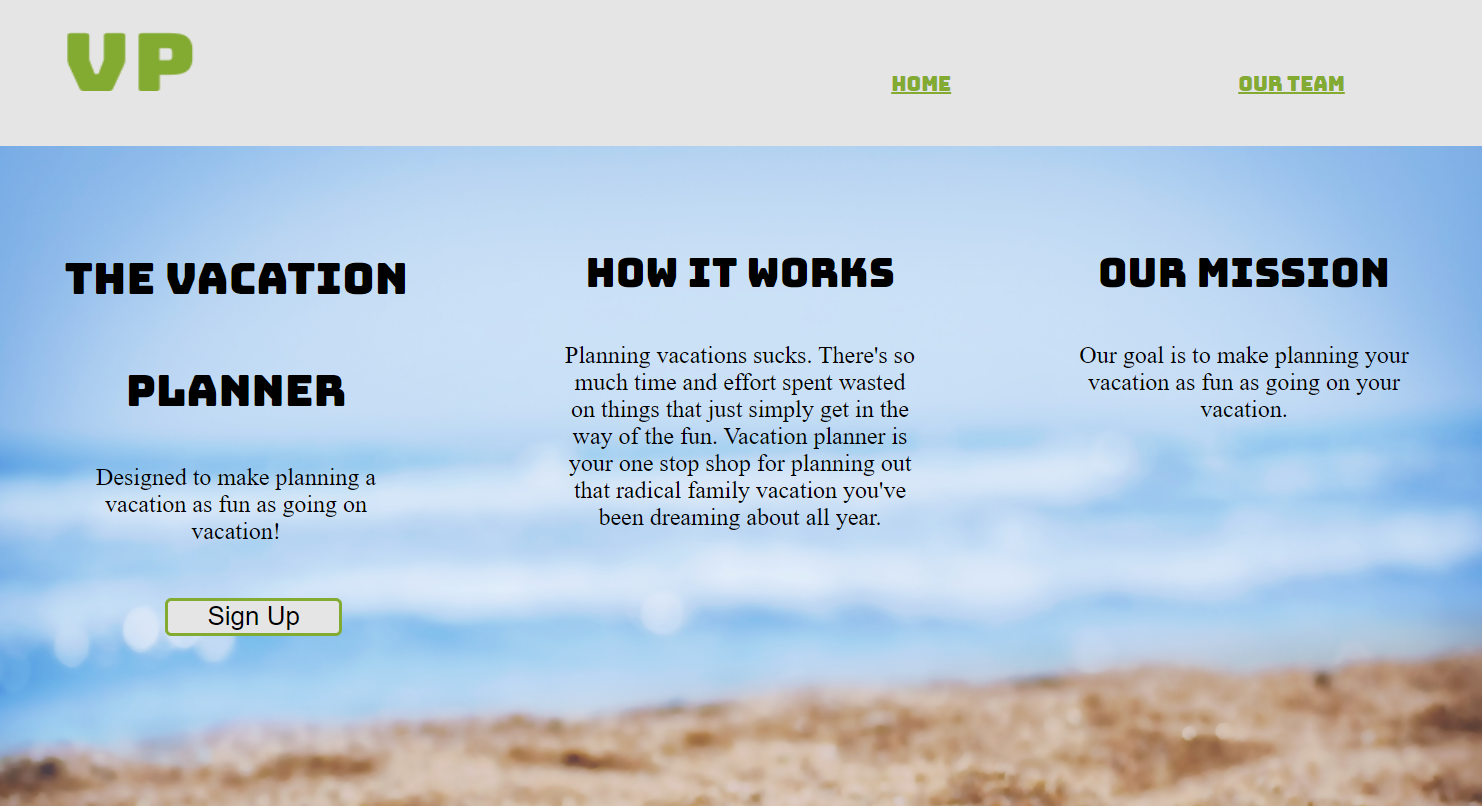 VP
HOME
OUR TEAM
THE VACATION
PLANNER
Designed to make planning a
vacation as fun as going on
vacation!
Sign Up
HOW IT WORKS
Planning vacations sucks. There's so
much time and effort spent wasted
on things that just simply get in the
way of the fun. Vacation planner is
your one stop shop for planning out
that radical family vacation you've
been dreaming about all year.
OUR MISSION
Our goal is to make planning your
vacation as fun as going on your
vacation.